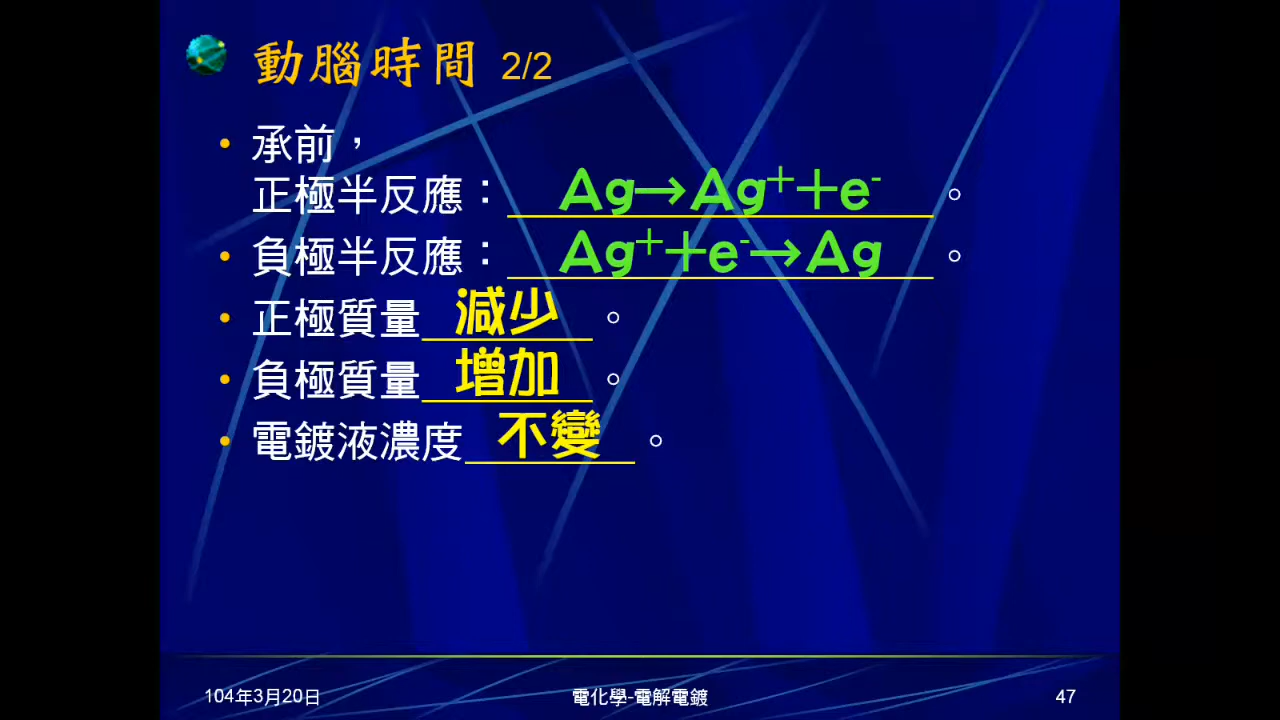 動腦時間 2/2
• 承前，
正極半反應：Ag→Ag⁺＋e⁻。
• 負極半反應：Ag⁺＋e⁻→Ag。
• 正極質量減少。
• 負極質量增加。
• 電鍍液濃度不變。
104年3月20日 電化學-電解電鍍 47